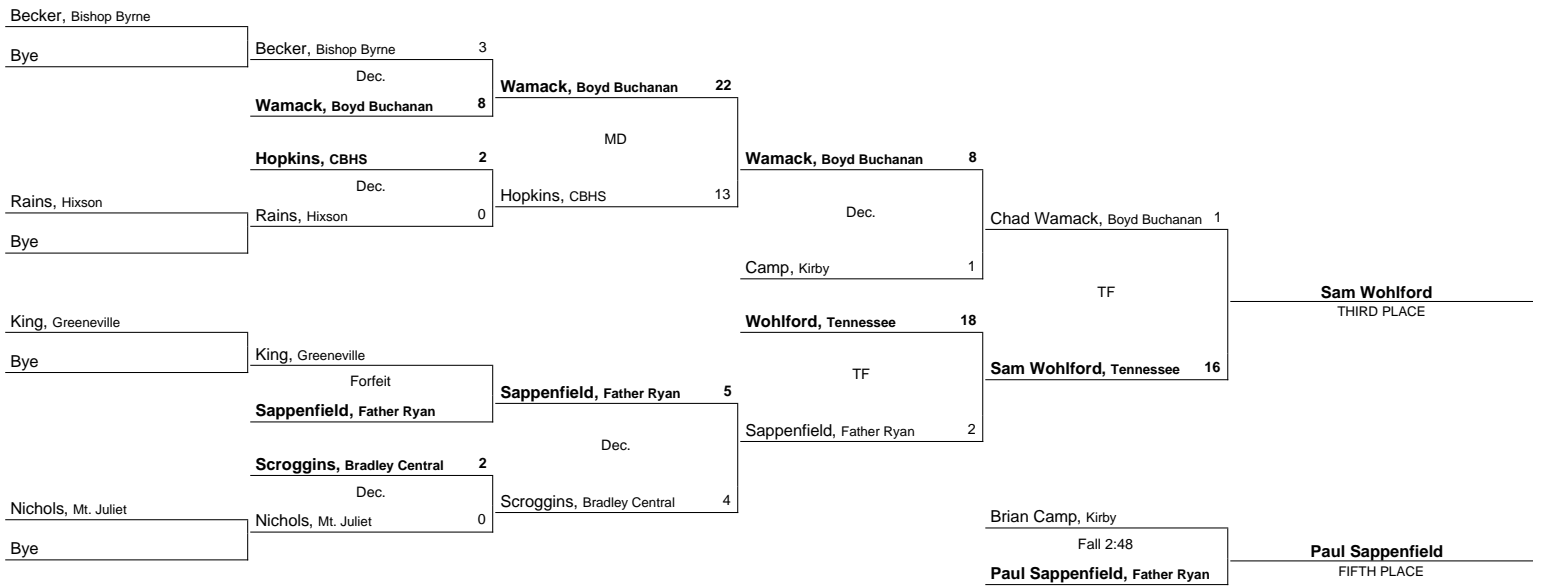 Becker, Bishop Byrne
Bye
Becker, Bishop Byrne 3
Dec.
Wamack, Boyd Buchanan 8
Wamack, Boyd Buchanan 22
MD
Hopkins, CBHS 2
Dec.
Rains, Hixson 0
Hopkins, CBHS 13
Rains, Hixson
Bye
Wamack, Boyd Buchanan 8
Dec.
Camp, Kirby 1
Chad Wamack, Boyd Buchanan 1
TF
Sam Wohlford
THIRD PLACE
King, Greeneville
Bye
King, Greeneville
Forfeit
Sappenfield, Father Ryan
Sappenfield, Father Ryan 5
Dec.
Scroggins, Bradley Central 2
Dec.
Nichols, Mt. Juliet 0
Scroggins, Bradley Central 4
Nichols, Mt. Juliet
Bye
Wohlford, Tennessee 18
TF
Sappenfield, Father Ryan 2
Sam Wohlford, Tennessee 16
Brian Camp, Kirby
Fall 2:48
Paul Sappenfield, Father Ryan
Paul Sappenfield
FIFTH PLACE